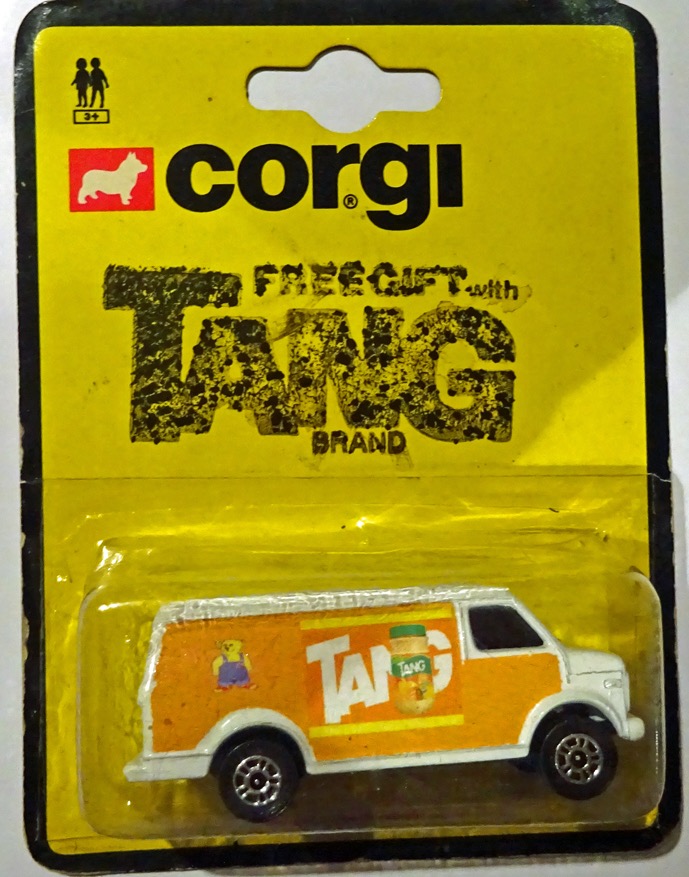 3+
corgi®
FREE GIFT with
TANG
BRAND
TANG
TANG